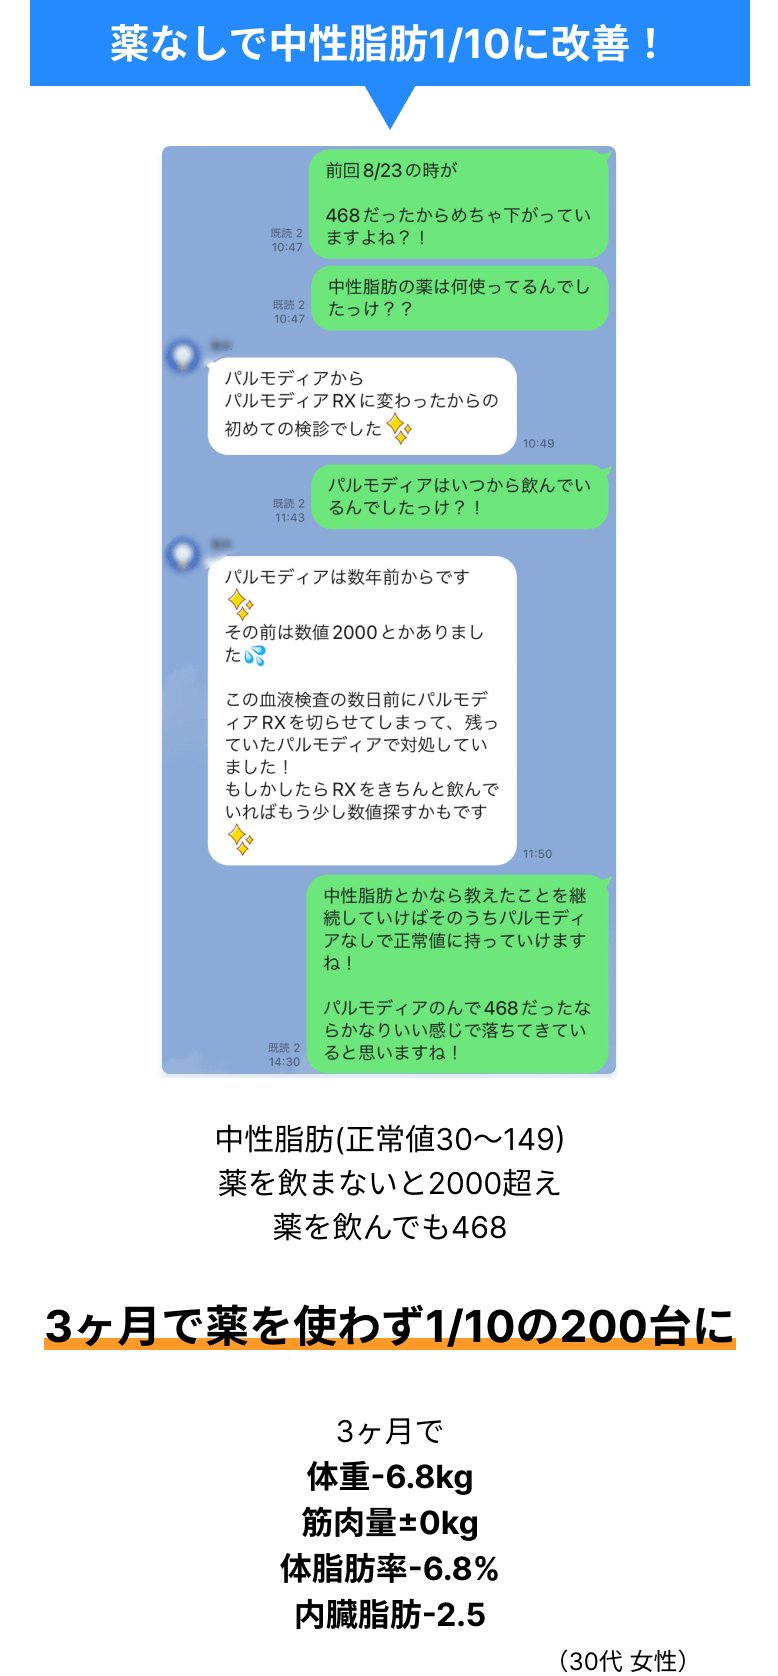 薬なしで中性脂肪1/10に改善！
前回8/23の時が
468だったからめちゃ下がってい
ますよね？！
既読 2
10:47
中性脂肪の薬は何使ってるんでし
たっけ？？
既読 2
10:47
パルモディアから
パルモディアRXに変わったからの
初めての検診でした✨
10:49
パルモディアはいつから飲んでい
るんでしたっけ？！
既読 2
11:43
パルモディアは数年前からです
✨
その前は数値2000とかありまし
た💦
この血液検査の数日前にパルモデ
ィアRXを切らせてしまって、残っ
ていたパルモディアで対処してい
ました！
もしかしたらRXをきちんと飲んで
いればもう少し数値探すかもです
✨
11:50
中性脂肪とかなら教えたことを継
続していけばそのうちパルモディ
アなしで正常値に持っていけます
ね！
パルモディアのんで468だったな
らかなりいい感じで落ちてきてい
ると思いますね！
既読 2
14:30
中性脂肪(正常値30〜149)
薬を飲まないと2000超え
薬を飲んでも468
3ヶ月で薬を使わず1/10の200台に
3ヶ月で
体重-6.8kg
筋肉量±0kg
体脂肪率-6.8%
内臓脂肪-2.5
（30代 女性）